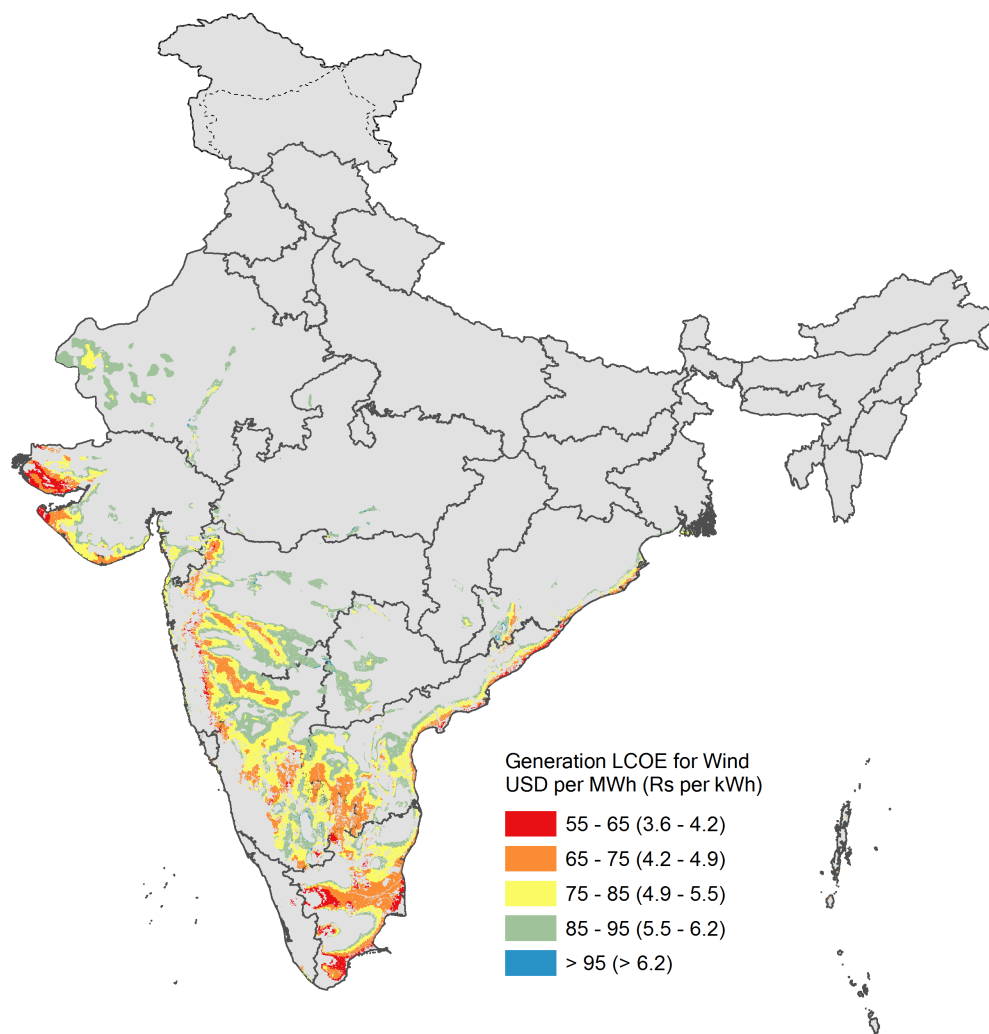 Generation LCOE for Wind
USD per MWh (Rs per kWh)
55 - 65 (3.6 - 4.2)
65 - 75 (4.2 - 4.9)
75 - 85 (4.9 - 5.5)
85 - 95 (5.5 - 6.2)
> 95 (> 6.2)